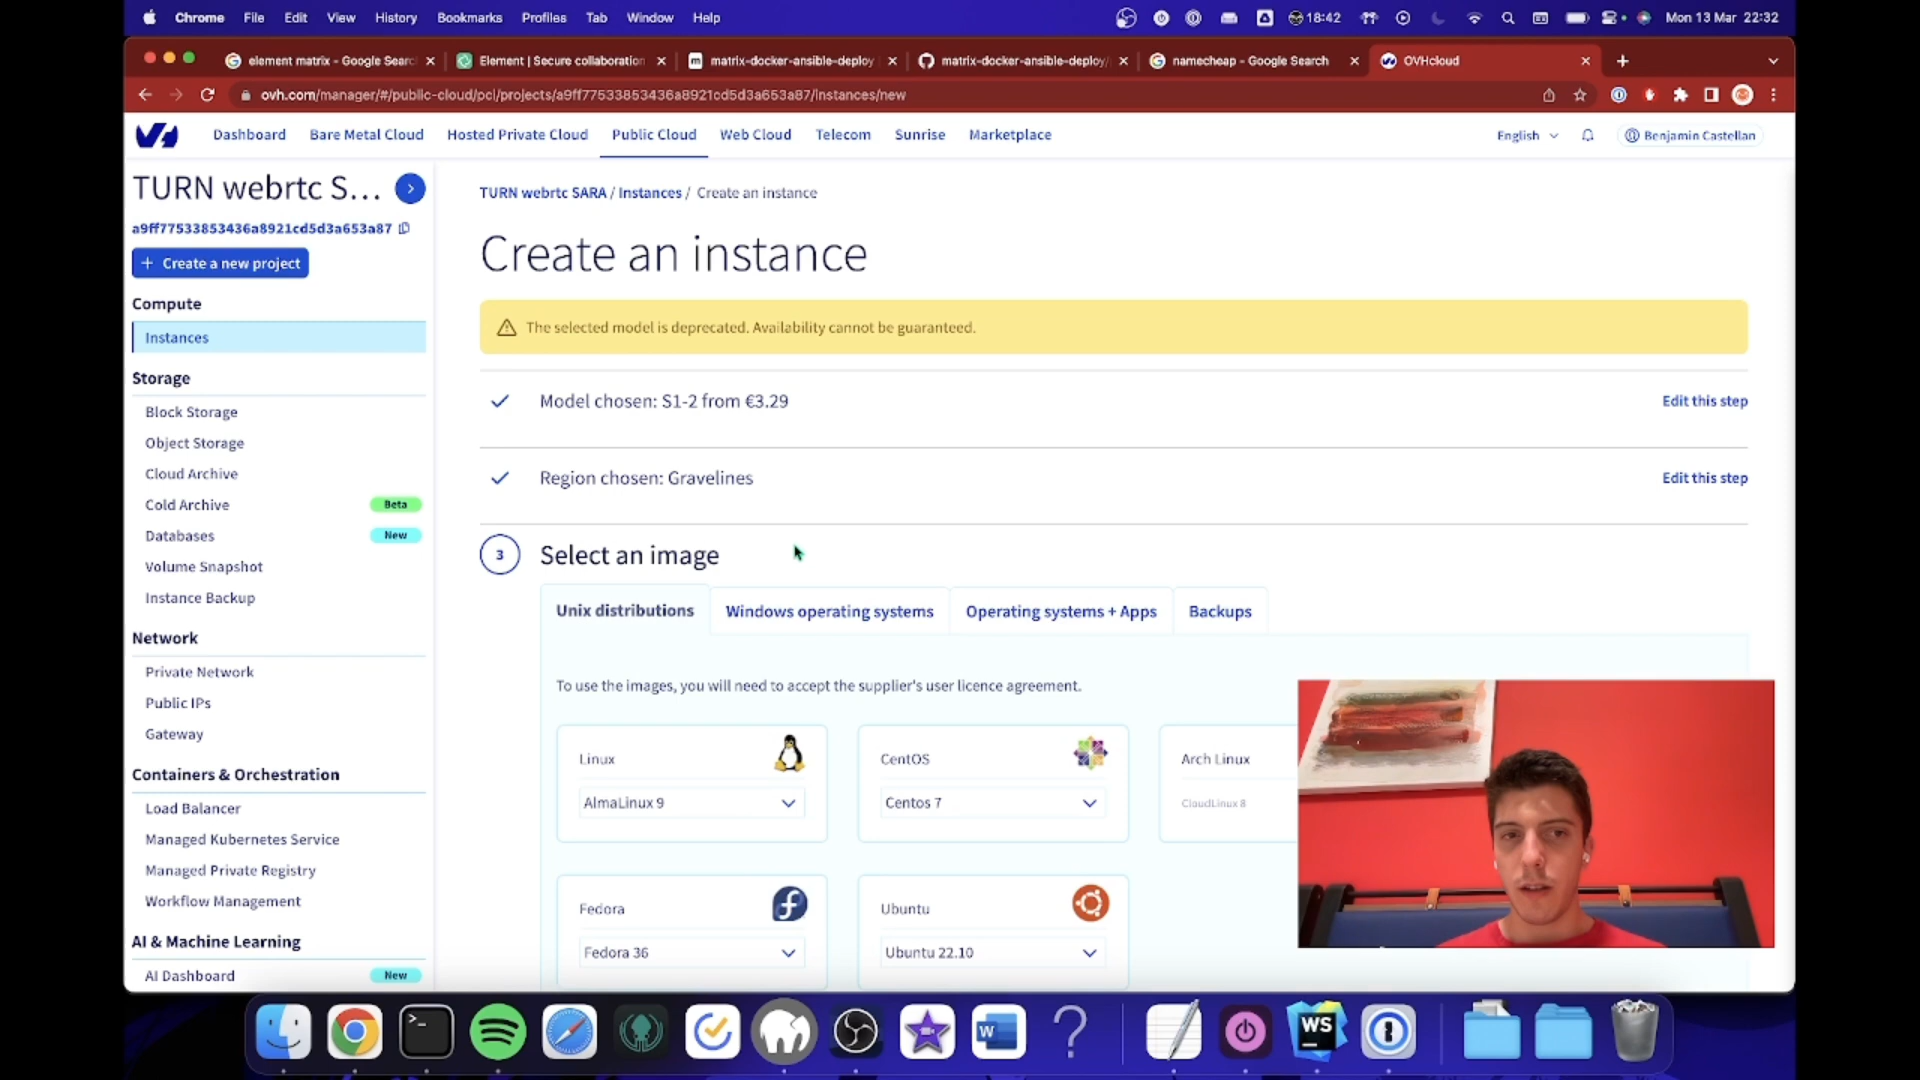 Chrome File Edit View History Bookmarks Profiles Tab Window Help 18:42 Mon 13 Mar 22:32
element matrix - Google Searc
Element | Secure collaboration
matrix-docker-ansible-deploy
matrix-docker-ansible-deploy/
namecheap - Google Search
OVHcloud
ovh.com/manager/#/public-cloud/pci/projects/a9ff77533853436a8921cd5d3a653a87/instances/new
Dashboard Bare Metal Cloud Hosted Private Cloud Public Cloud Web Cloud Telecom Sunrise Marketplace English Benjamin Castellan
TURN webrtc S...
a9ff77533853436a8921cd5d3a653a87
+ Create a new project
Compute
Instances
Storage
Block Storage
Object Storage
Cloud Archive
Cold Archive Beta
Databases New
Volume Snapshot
Instance Backup
Network
Private Network
Public IPs
Gateway
Containers & Orchestration
Load Balancer
Managed Kubernetes Service
Managed Private Registry
Workflow Management
AI & Machine Learning
AI Dashboard New
TURN webrtc SARA / Instances / Create an instance
Create an instance
The selected model is deprecated. Availability cannot be guaranteed.
Model chosen: S1-2 from €3.29 Edit this step
Region chosen: Gravelines Edit this step
3 Select an image
Unix distributions Windows operating systems Operating systems + Apps Backups
To use the images, you will need to accept the supplier's user licence agreement.
Linux
AlmaLinux 9
CentOS
Centos 7
Arch Linux
CloudLinux 8
Fedora
Fedora 36
Ubuntu
Ubuntu 22.10
W
WS